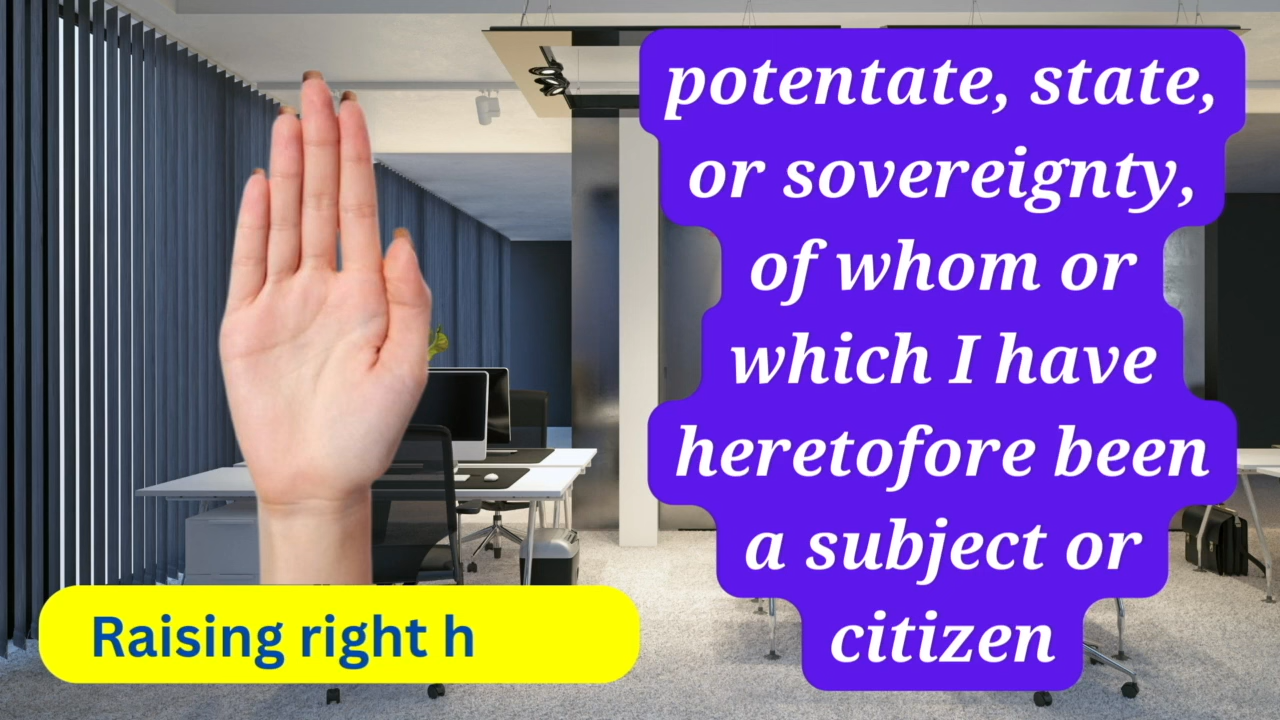 potentate, state,
or sovereignty,
of whom or
which I have
heretofore been
a subject or
citizen
Raising right h